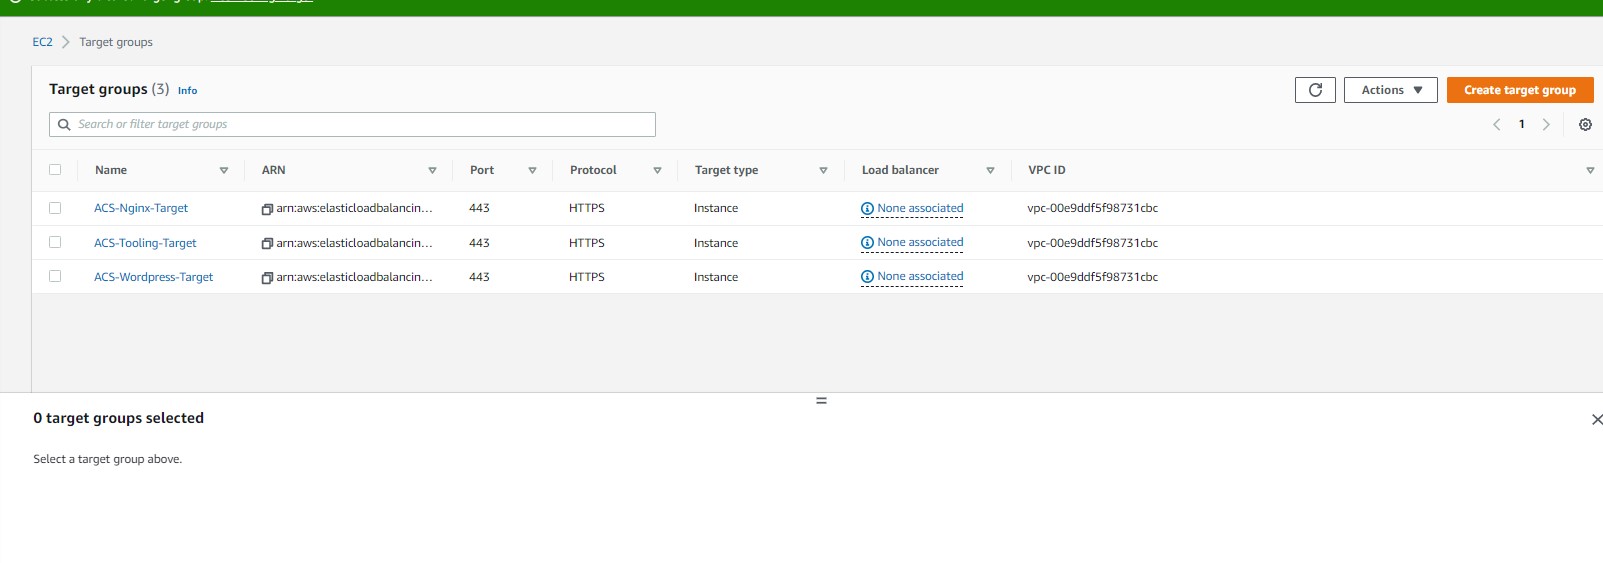 EC2 > Target groups
Target groups (3) Info
Actions
Create target group
Search or filter target groups
1
Name ARN Port Protocol Target type Load balancer VPC ID
ACS-Nginx-Target arn:aws:elasticloadbalancin... 443 HTTPS Instance None associated vpc-00e9ddf5f98731cbc
ACS-Tooling-Target arn:aws:elasticloadbalancin... 443 HTTPS Instance None associated vpc-00e9ddf5f98731cbc
ACS-Wordpress-Target arn:aws:elasticloadbalancin... 443 HTTPS Instance None associated vpc-00e9ddf5f98731cbc
0 target groups selected
Select a target group above.